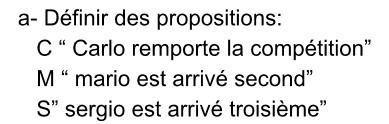 a- Définir des propositions:
C “ Carlo remporte la compétition”
M “ mario est arrivé second”
S” sergio est arrivé troisième”